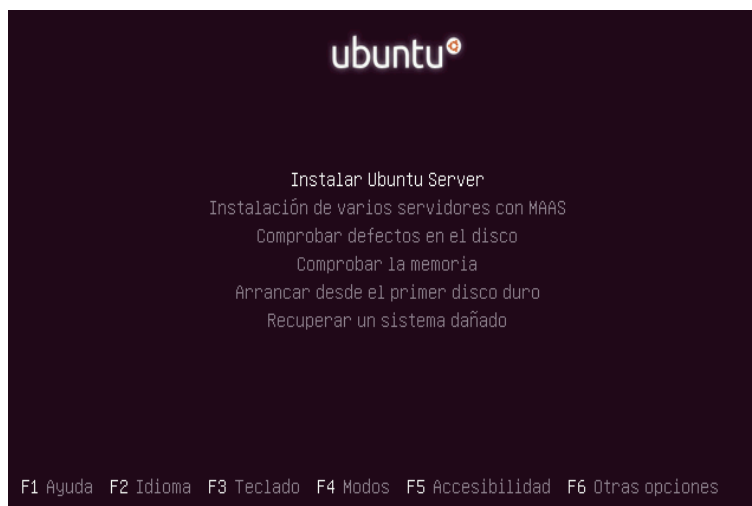 ubuntu
Instalar Ubuntu Server
Instalación de varios servidores con MAAS
Comprobar defectos en el disco
Comprobar la memoria
Arrancar desde el primer disco duro
Recuperar un sistema dañado
F1 Ayuda F2 Idioma F3 Teclado F4 Modos F5 Accesibilidad F6 Otras opciones